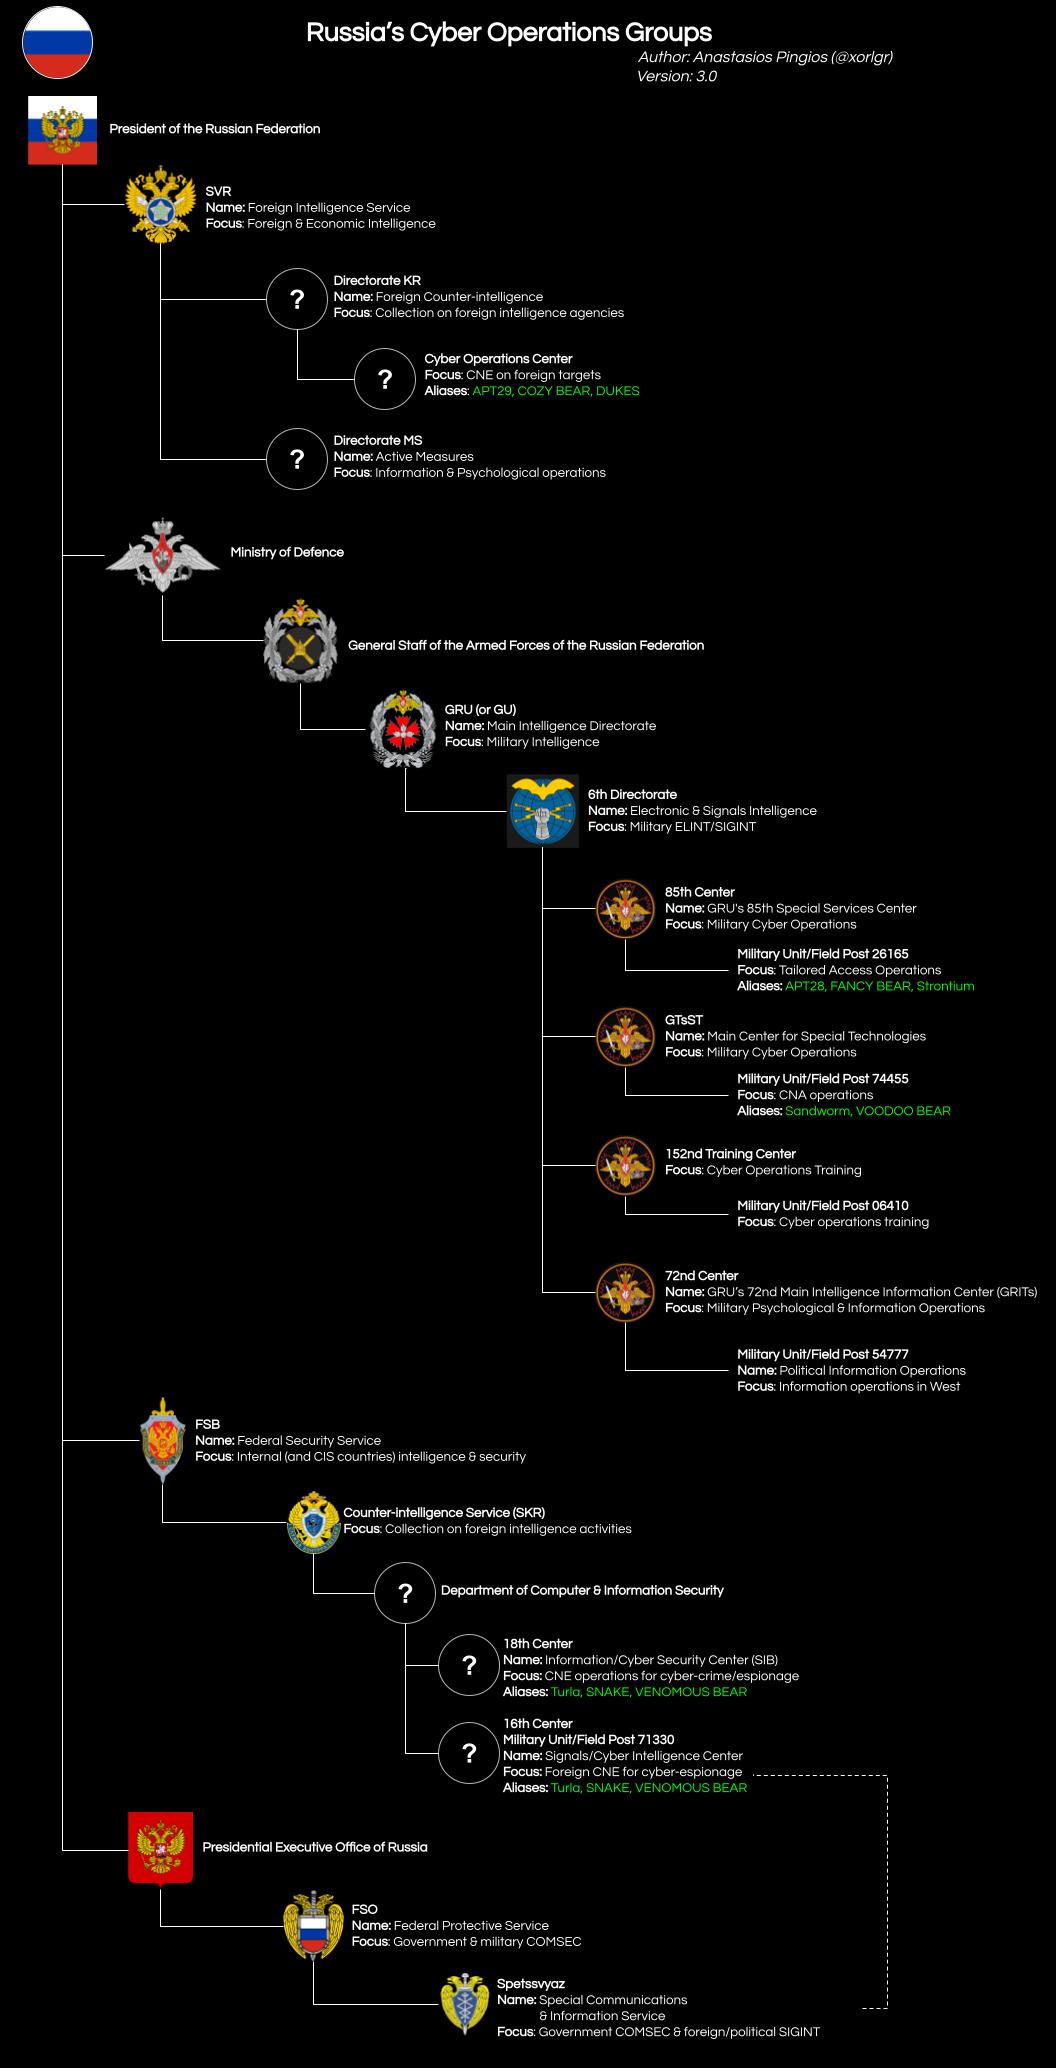 Russia's Cyber Operations Groups
Author: Anastasios Pingios (@xorlgr)
Version: 3.0
President of the Russian Federation
SVR
Name: Foreign Intelligence Service
Focus: Foreign & Economic Intelligence
?
Directorate KR
Name: Foreign Counter-intelligence
Focus: Collection on foreign intelligence agencies
?
Cyber Operations Center
Focus: CNE on foreign targets
Aliases: APT29, COZY BEAR, DUKES
?
Directorate MS
Name: Active Measures
Focus: Information & Psychological operations
Ministry of Defence
General Staff of the Armed Forces of the Russian Federation
GRU (or GU)
Name: Main Intelligence Directorate
Focus: Military Intelligence
6th Directorate
Name: Electronic & Signals Intelligence
Focus: Military ELINT/SIGINT
85th Center
Name: GRU's 85th Special Services Center
Focus: Military Cyber Operations
Military Unit/Field Post 26165
Focus: Tailored Access Operations
Aliases: APT28, FANCY BEAR, Strontium
GTsST
Name: Main Center for Special Technologies
Focus: Military Cyber Operations
Military Unit/Field Post 74455
Focus: CNA operations
Aliases: Sandworm, VOODOO BEAR
152nd Training Center
Focus: Cyber Operations Training
Military Unit/Field Post 06410
Focus: Cyber operations training
72nd Center
Name: GRU's 72nd Main Intelligence Information Center (GRITs)
Focus: Military Psychological & Information Operations
Military Unit/Field Post 54777
Name: Political Information Operations
Focus: Information operations in West
FSB
Name: Federal Security Service
Focus: Internal (and CIS countries) intelligence & security
Counter-intelligence Service (SKR)
Focus: Collection on foreign intelligence activities
?
Department of Computer & Information Security
?
18th Center
Name: Information/Cyber Security Center (SIB)
Focus: CNE operations for cyber-crime/espionage
Aliases: Turla, SNAKE, VENOMOUS BEAR
?
16th Center
Military Unit/Field Post 71330
Name: Signals/Cyber Intelligence Center
Focus: Foreign CNE for cyber-espionage
Aliases: Turla, SNAKE, VENOMOUS BEAR
Presidential Executive Office of Russia
FSO
Name: Federal Protective Service
Focus: Government & military COMSEC
Spetssvyaz
Name: Special Communications
& Information Service
Focus: Government COMSEC & foreign/political SIGINT